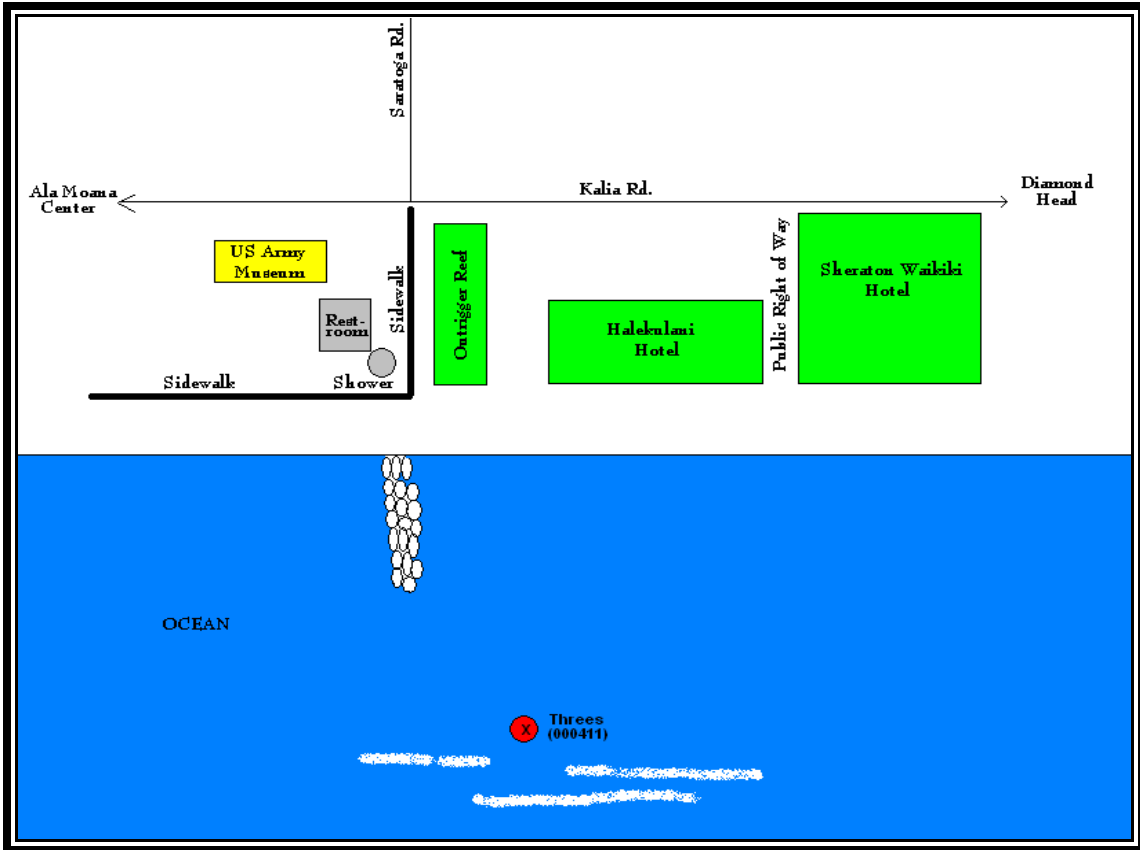 Saratoga Rd.
Ala Moana
Center
Kalia Rd.
Diamond
Head
US Army
Museum
Rest-
room
Shower
Sidewalk
Sidewalk
Outrigger Reef
Halekulani
Hotel
Public Right of Way
Sheraton Waikiki
Hotel
OCEAN
X
Threes
(000411)